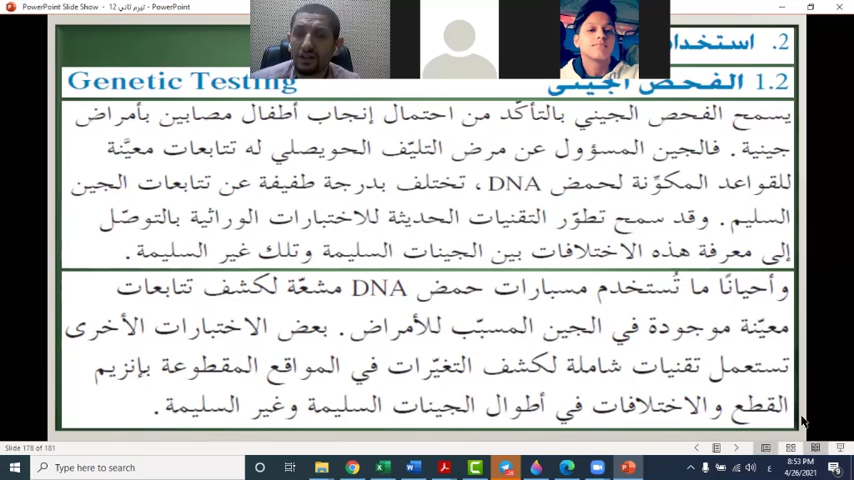 PowerPoint Slide Show - 12 تيرم ثاني - PowerPoint
2. استخدام
1.2 الفحص الجيني Genetic Testing
يسمح الفحص الجيني بالتأكّد من احتمال إنجاب أطفال مصابين بأمراض
جينية. فالجين المسؤول عن مرض التليّف الحويصلي له تتابعات معيَّنة
للقواعد المكوِّنة لحمض DNA، تختلف بدرجة طفيفة عن تتابعات الجين
السليم. وقد سمح تطوّر التقنيات الحديثة للاختبارات الوراثية بالتوصّل
إلى معرفة هذه الاختلافات بين الجينات السليمة وتلك غير السليمة.
وأحيانًا ما تُستخدم مسبارات حمض DNA مشعّة لكشف تتابعات
معيّنة موجودة في الجين المسبّب للأمراض. بعض الاختبارات الأخرى
تستعمل تقنيات شاملة لكشف التغيّرات في المواقع المقطوعة بإنزيم
القطع والاختلافات في أطوال الجينات السليمة وغير السليمة.
Slide 178 of 181
Type here to search
8:53 PM
4/26/2021